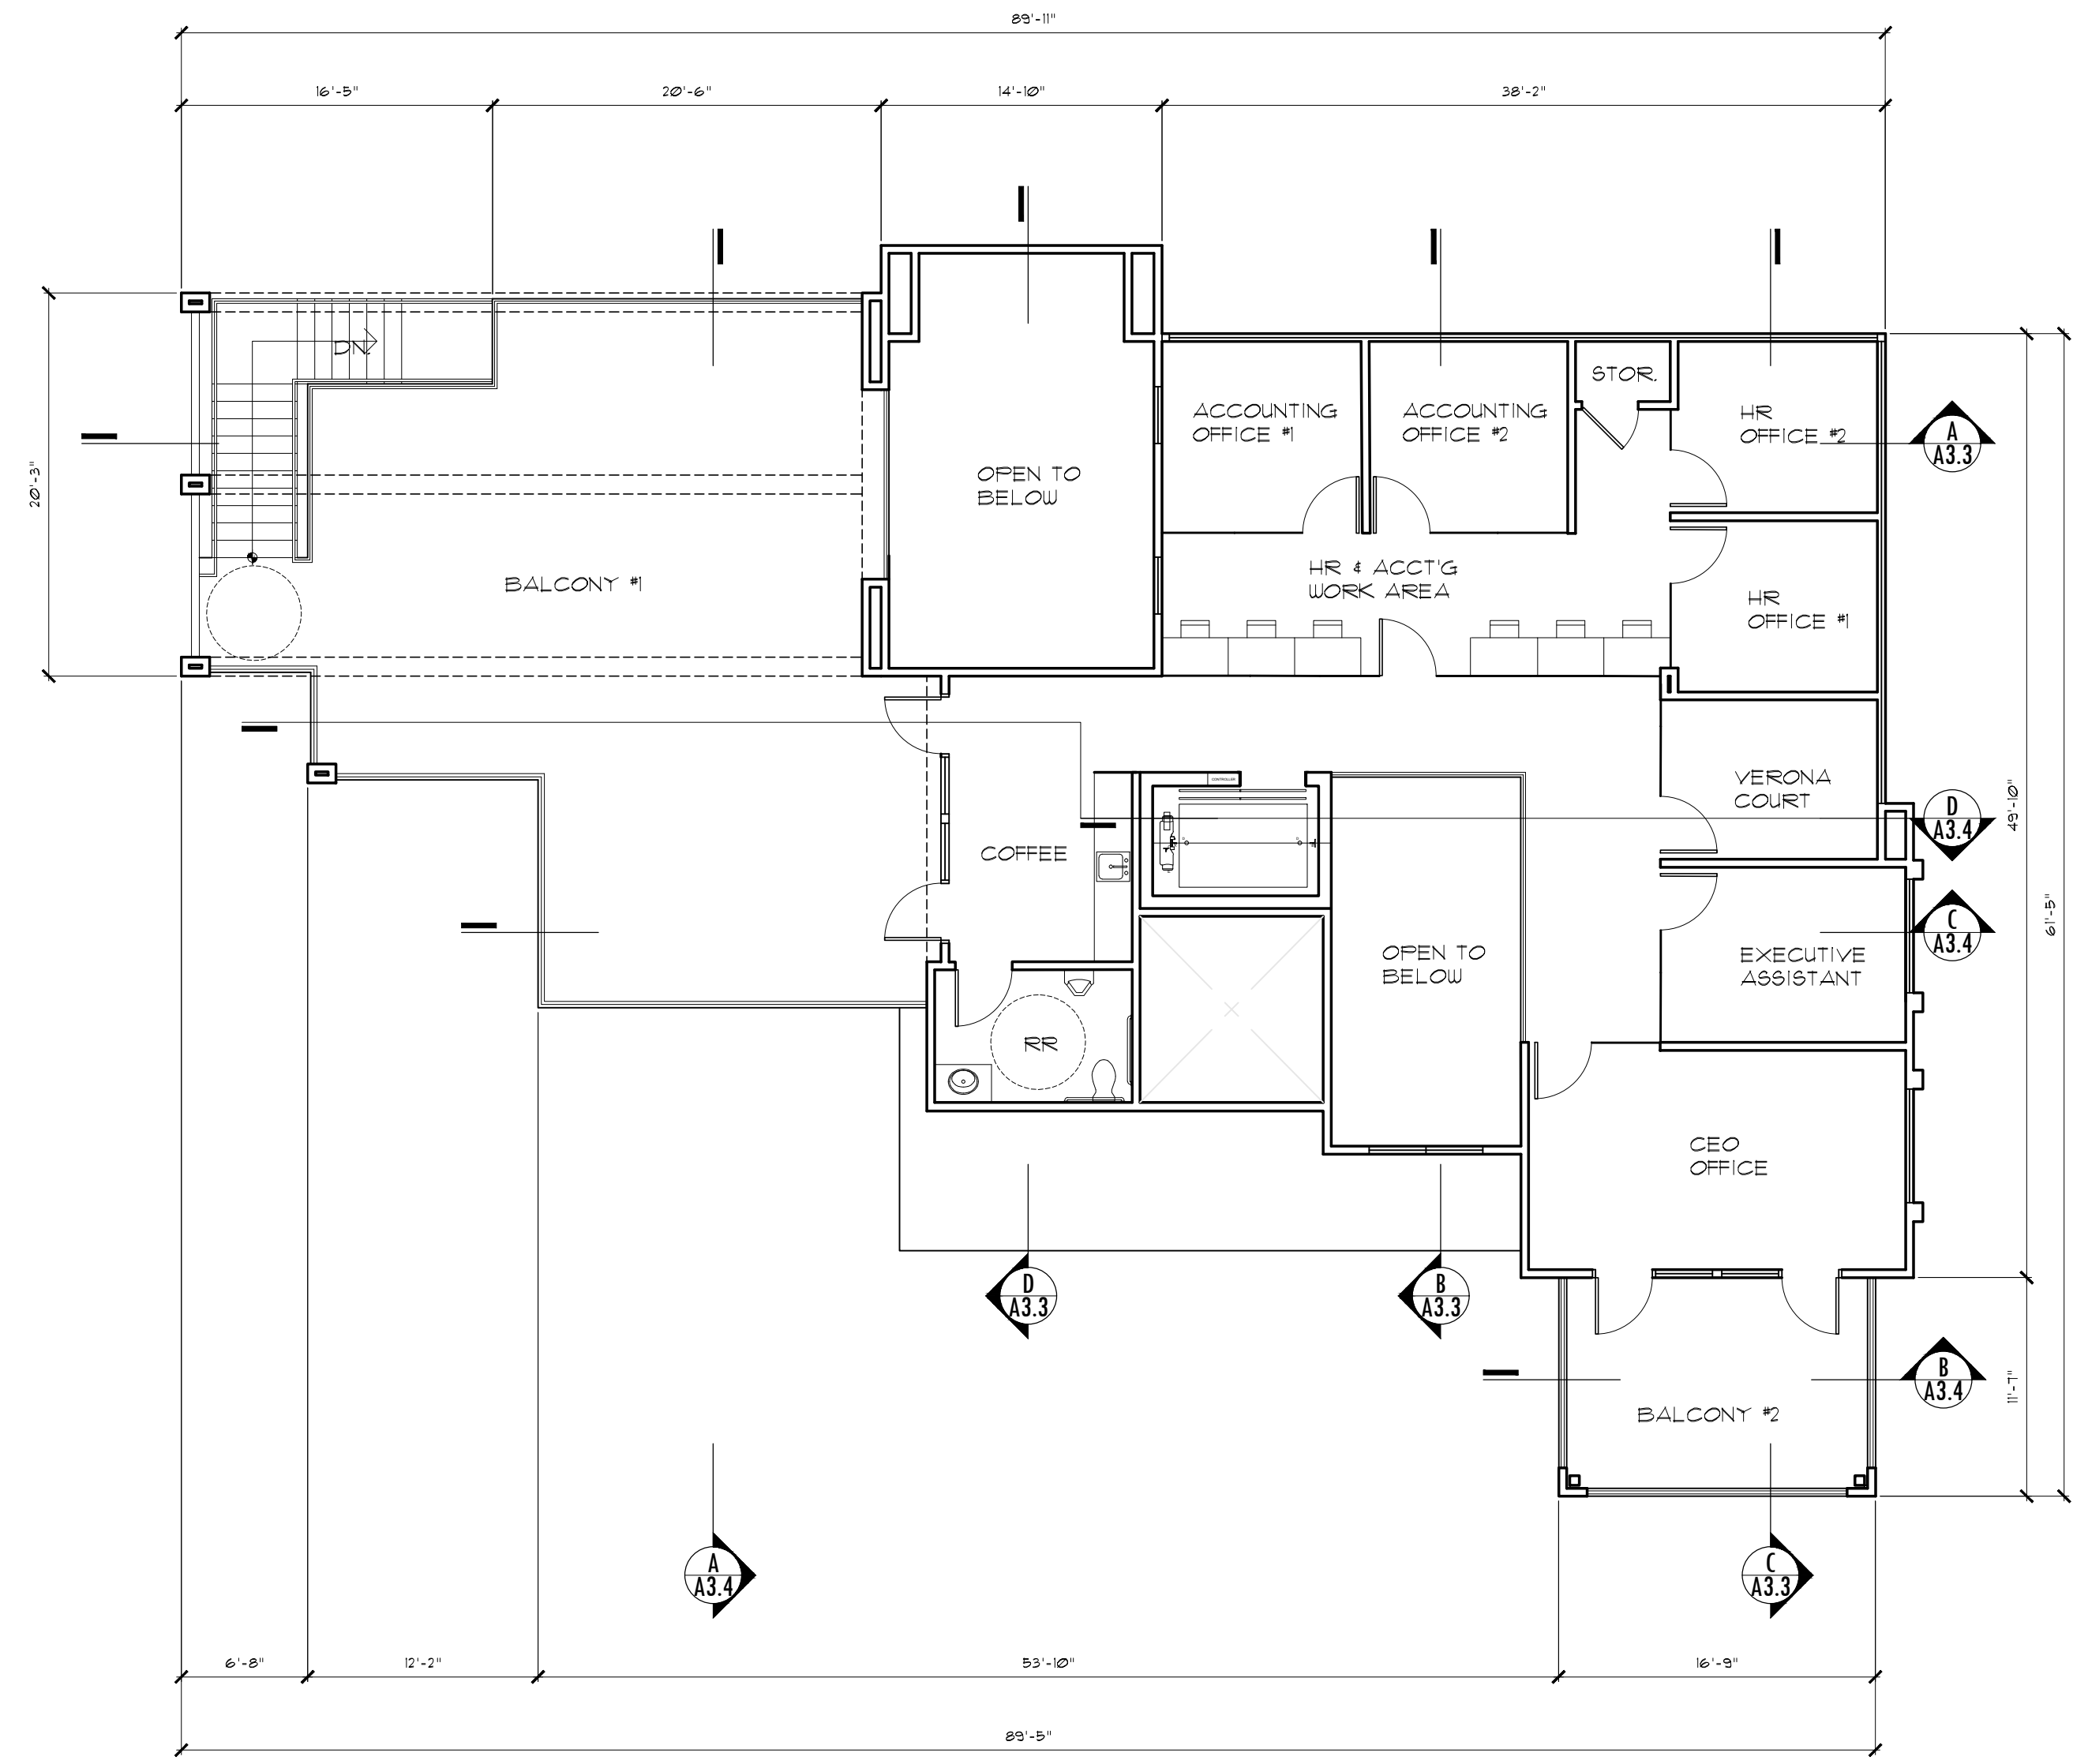 89'-11"
16'-5"
20'-6"
14'-10"
38'-2"
DN.
STOR.
ACCOUNTING
OFFICE #1
ACCOUNTING
OFFICE #2
HR
OFFICE #2
A
A3.3
20'-3"
OPEN TO
BELOW
BALCONY #1
HR & ACCT'G
WORK AREA
HR
OFFICE #1
CONTROLLER
VERONA
COURT
D
A3.4
49'-10"
COFFEE
61'-5"
C
A3.4
OPEN TO
BELOW
EXECUTIVE
ASSISTANT
RR
CEO
OFFICE
D
A3.3
B
A3.3
B
A3.4
11'-7"
BALCONY #2
A
A3.4
C
A3.3
6'-8"
12'-2"
53'-10"
16'-9"
89'-5"